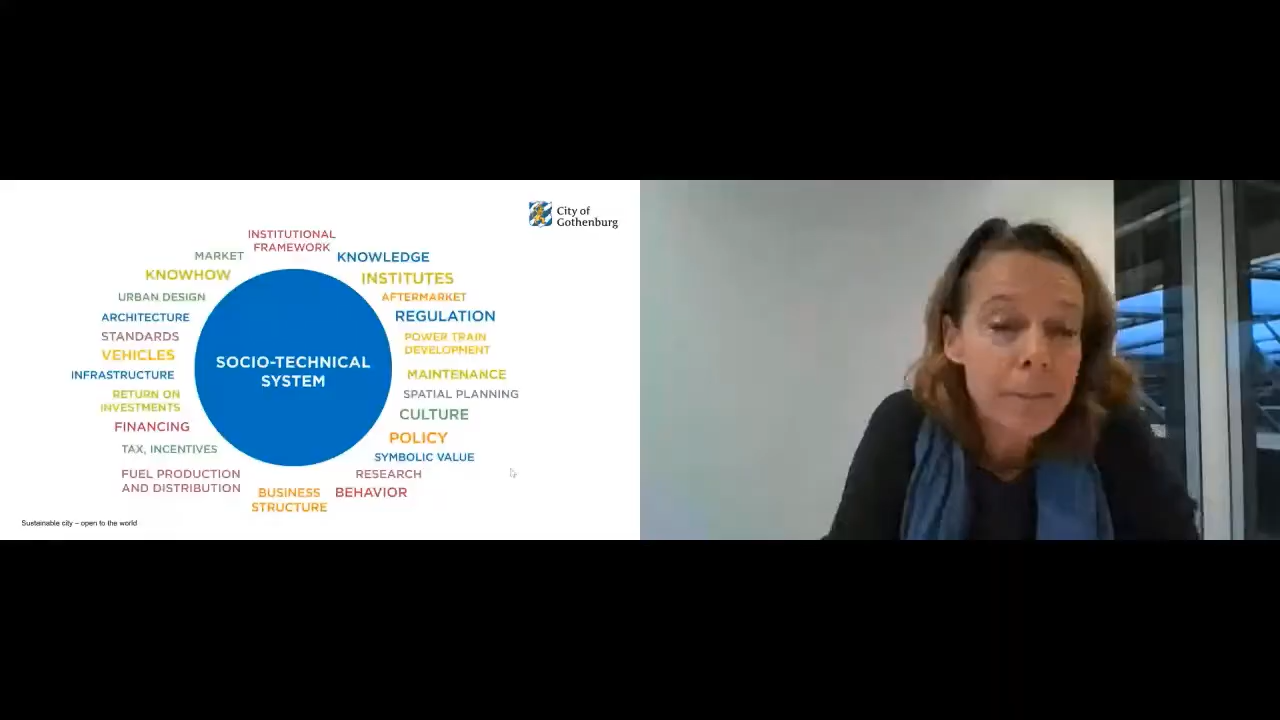 City of
Gothenburg
INSTITUTIONAL
FRAMEWORK
MARKET
KNOWLEDGE
KNOWHOW
INSTITUTES
URBAN DESIGN
AFTERMARKET
ARCHITECTURE
REGULATION
STANDARDS
POWER TRAIN
DEVELOPMENT
VEHICLES
SOCIO-TECHNICAL
SYSTEM
INFRASTRUCTURE
MAINTENANCE
RETURN ON
INVESTMENTS
SPATIAL PLANNING
FINANCING
CULTURE
TAX, INCENTIVES
POLICY
SYMBOLIC VALUE
FUEL PRODUCTION
AND DISTRIBUTION
RESEARCH
BUSINESS
STRUCTURE
BEHAVIOR
Sustainable city – open to the world